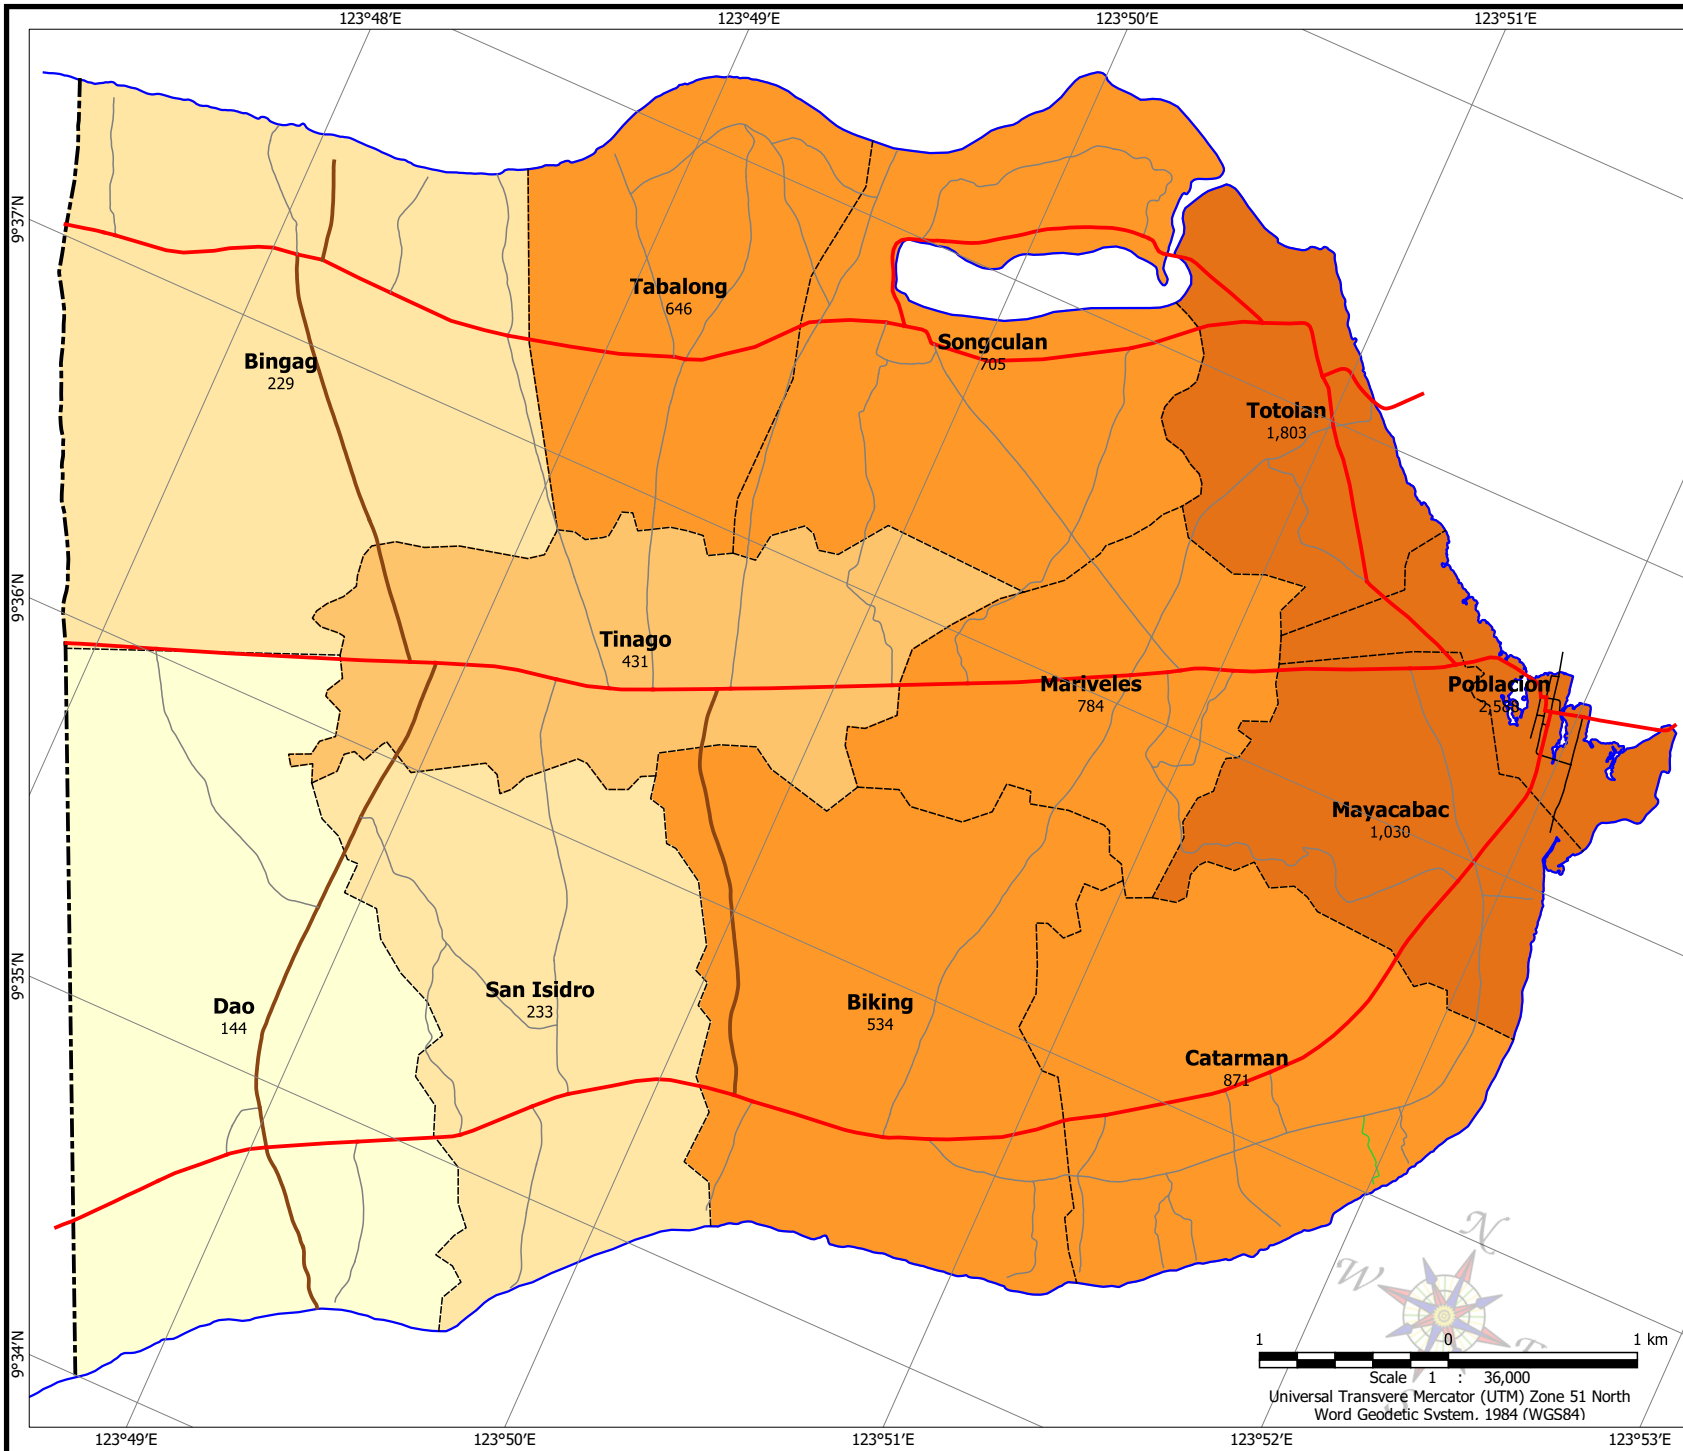 123°48'E
123°49'E
123°50'E
123°51'E
9°37'N
Tabalong
646
Songculan
705
Bingag
229
Totolan
1,803
9°36'N
Tinago
431
Mariveles
784
Poblacion
Mayacabac
1,030
9°35'N
San Isidro
233
Dao
144
Biking
534
Catarman
871
N
W
9°34'N
1 0 1 km
Scale 1 : 36,000
Universal Transvere Mercator (UTM) Zone 51 North
Word Geodetic System, 1984 (WGS84)
123°49'E
123°50'E
123°51'E
123°52'E
123°53'E